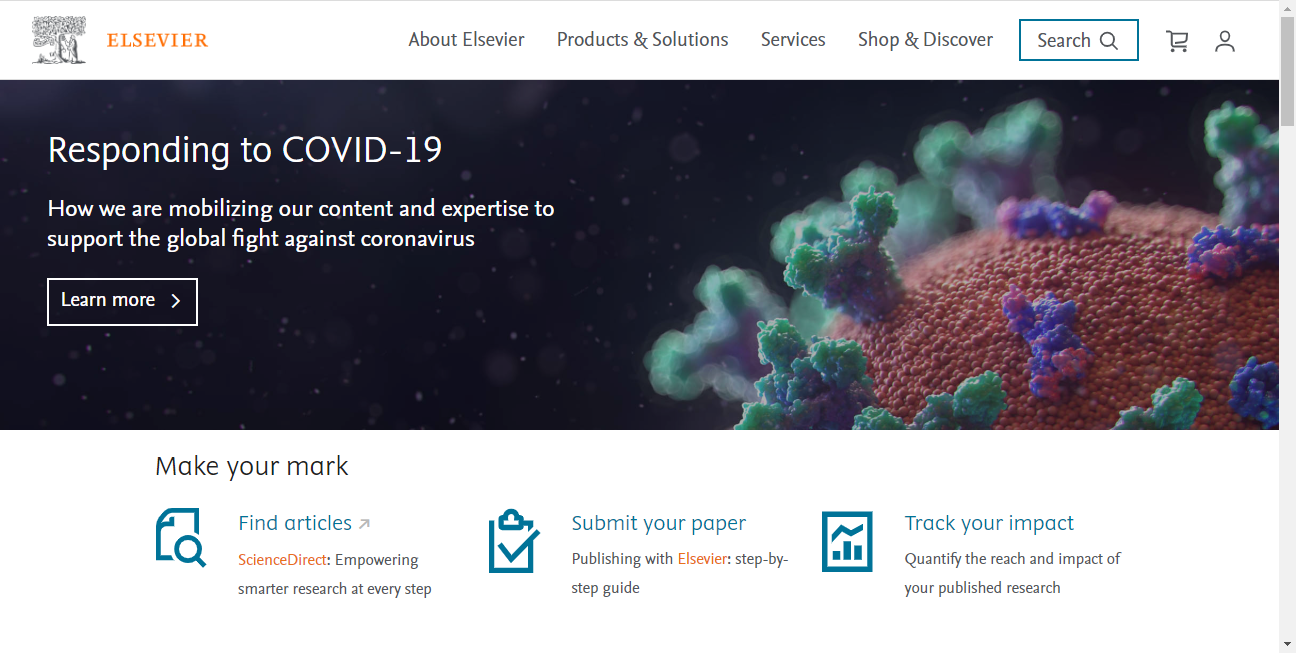 ELSEVIER
About Elsevier
Products & Solutions
Services
Shop & Discover
Search
Responding to COVID-19
How we are mobilizing our content and expertise to
support the global fight against coronavirus
Learn more
Make your mark
Find articles
ScienceDirect: Empowering
smarter research at every step
Submit your paper
Publishing with Elsevier: step-by-
step guide
Track your impact
Quantify the reach and impact of
your published research